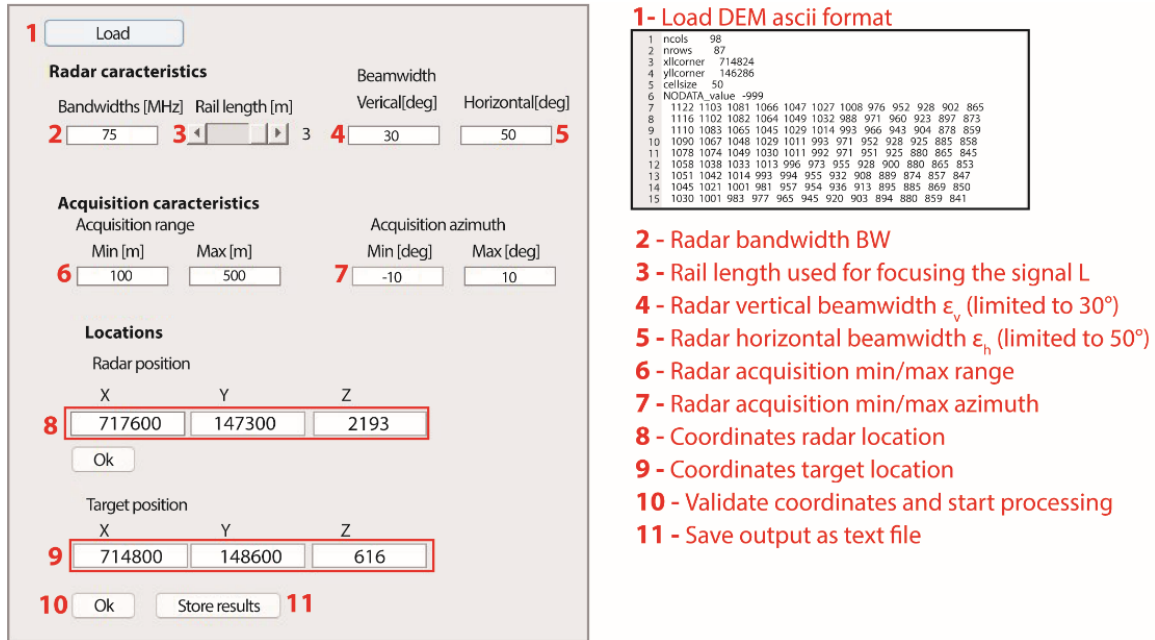 1 Load
Radar caracteristics
Beamwidth
Bandwidths [MHz] Rail length [m] Verical[deg] Horizontal[deg]
2 75 3 3 4 30 50 5
Acquisition caracteristics
Acquisition range Acquisition azimuth
Min [m] Max [m] Min [deg] Max [deg]
6 100 500 7 -10 10
Locations
Radar position
X Y Z
8 717600 147300 2193
Ok
Target position
X Y Z
9 714800 148600 616
10 Ok Store results 11
1- Load DEM ascii format
1 ncols 98
2 nrows 87
3 xllcorner 714824
4 yllcorner 146286
5 cellsize 50
6 NODATA_value -999
7 1122 1103 1081 1066 1047 1027 1008 976 952 928 902 865
8 1116 1102 1082 1064 1049 1032 988 971 960 923 897 873
9 1110 1083 1065 1045 1029 1014 993 966 943 904 878 859
10 1090 1067 1048 1029 1011 993 971 952 928 925 885 858
11 1078 1074 1049 1030 1011 992 971 951 925 880 865 845
12 1058 1038 1033 1013 996 973 955 928 900 880 865 853
13 1051 1042 1014 993 994 955 932 908 889 874 857 847
14 1045 1021 1001 981 957 954 936 913 895 885 869 850
15 1030 1001 983 977 965 945 920 903 894 880 859 841
2 - Radar bandwidth BW
3 - Rail length used for focusing the signal L
4 - Radar vertical beamwidth εv (limited to 30°)
5 - Radar horizontal beamwidth εh (limited to 50°)
6 - Radar acquisition min/max range
7 - Radar acquisition min/max azimuth
8 - Coordinates radar location
9 - Coordinates target location
10 - Validate coordinates and start processing
11 - Save output as text file